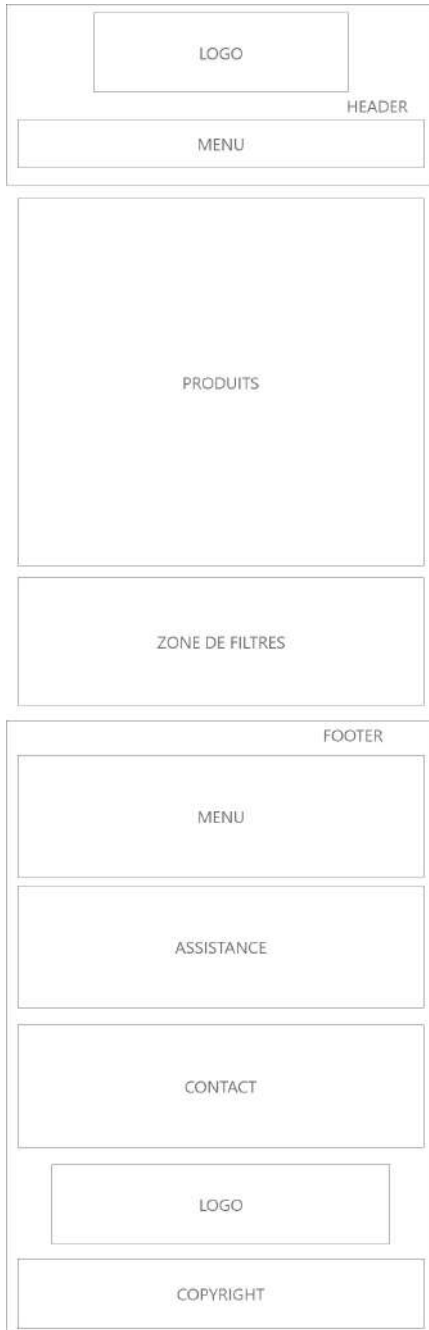 LOGO
HEADER
MENU
PRODUITS
ZONE DE FILTRES
FOOTER
MENU
ASSISTANCE
CONTACT
LOGO
COPYRIGHT